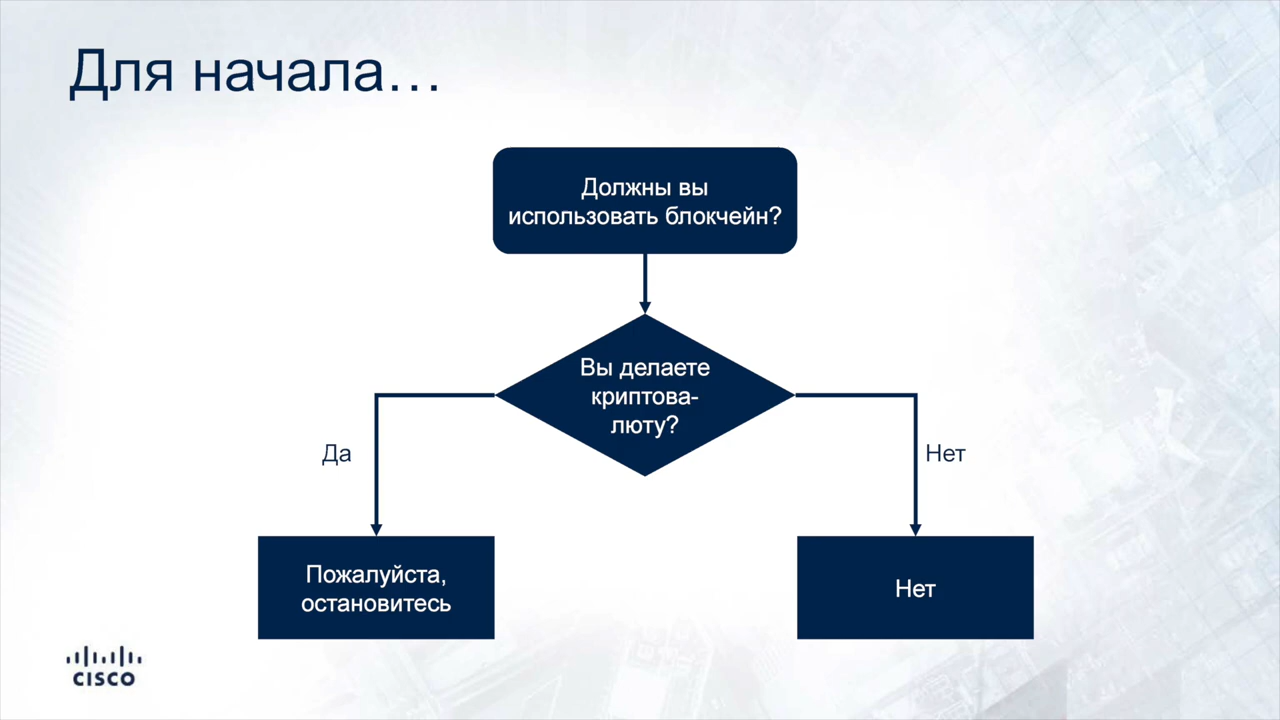 Для начала…
Должны вы
использовать блокчейн?
Вы делаете
криптова-
люту?
Да
Нет
Пожалуйста,
остановитесь
Нет
CISCO